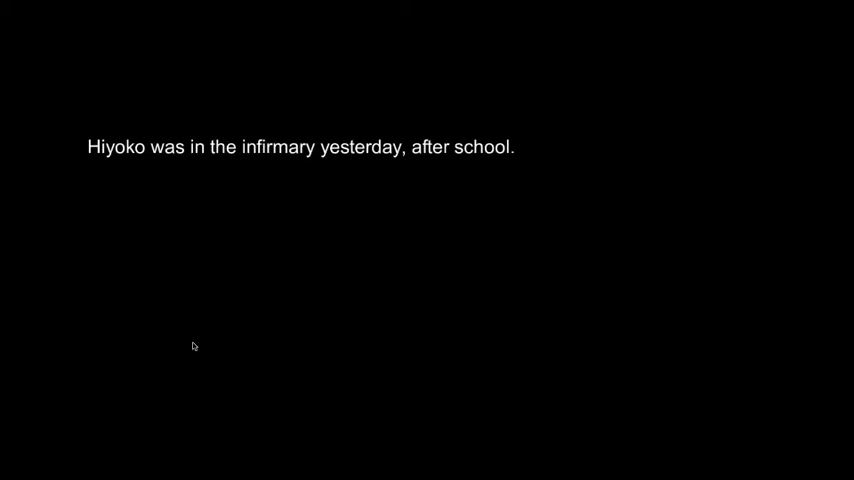 Hiyoko was in the infirmary yesterday, after school.